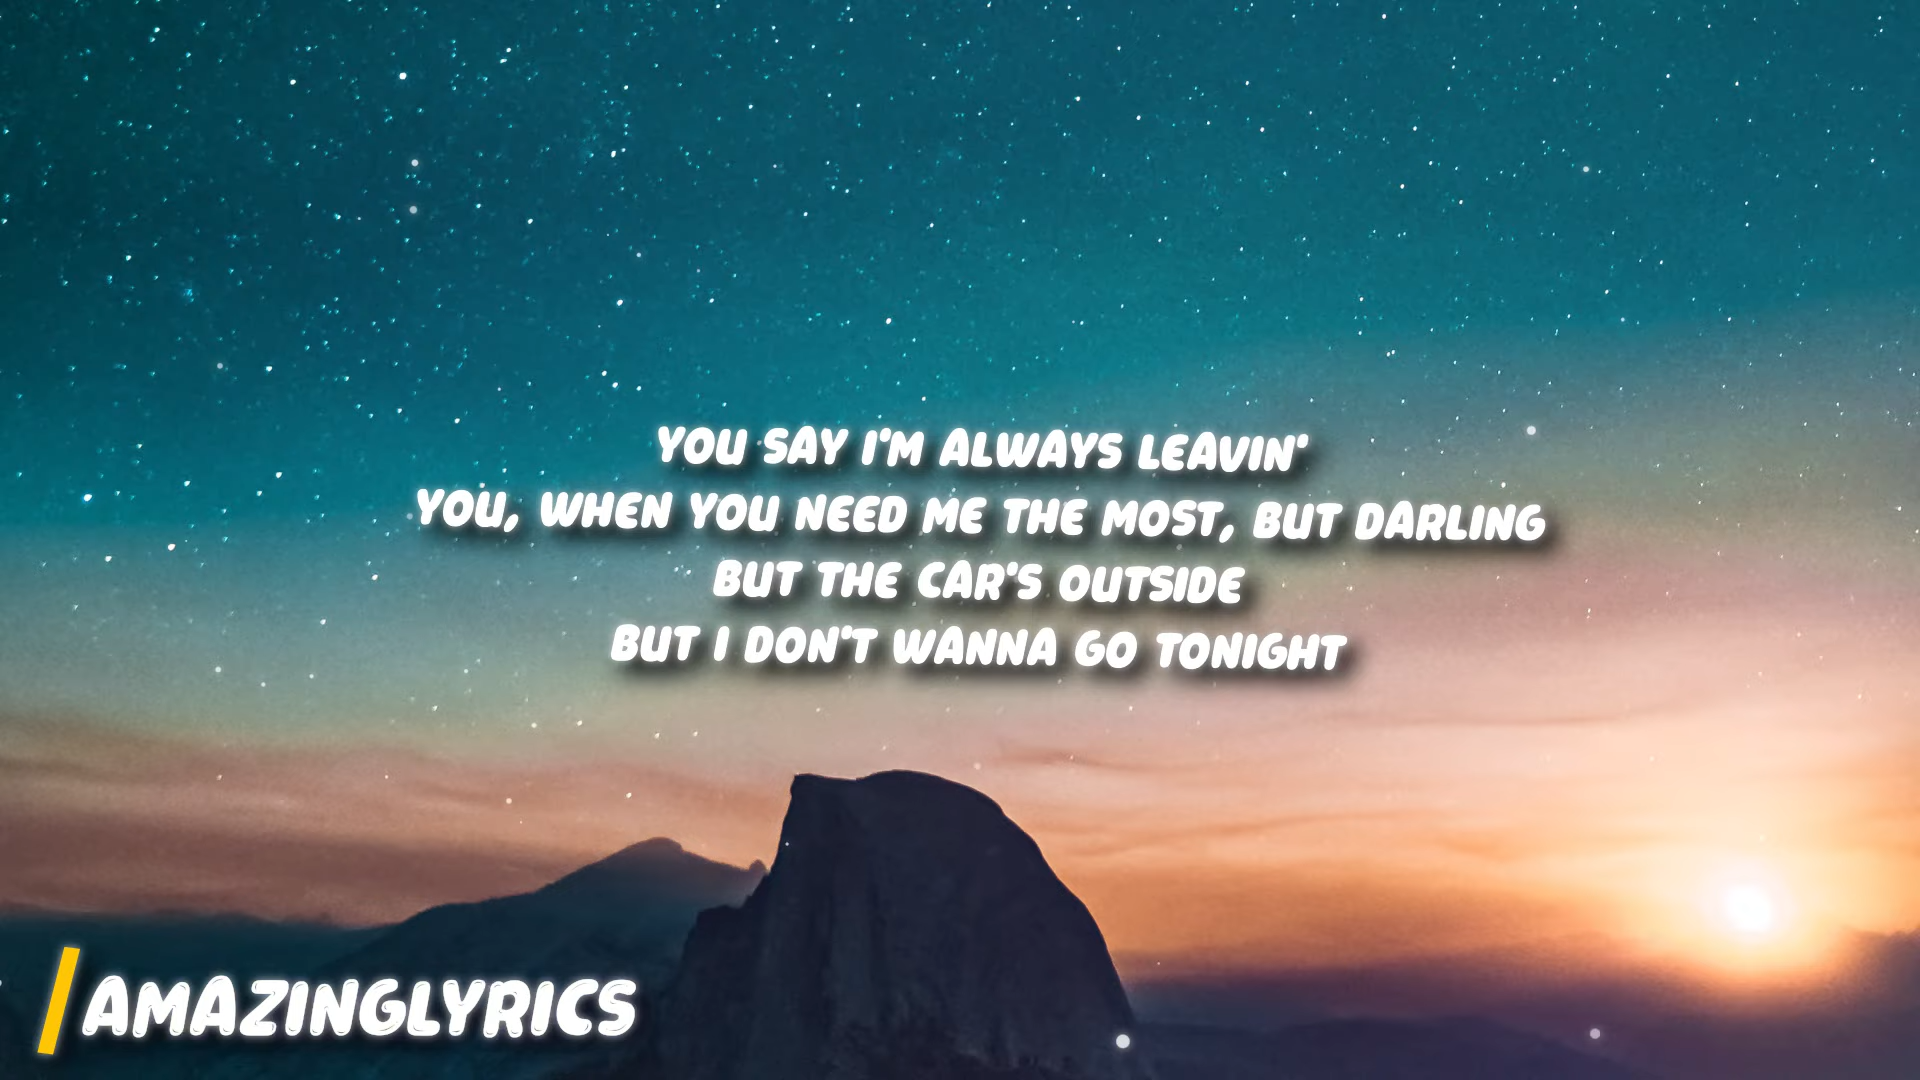 YOU SAY I'M ALWAYS LEAVIN'
YOU, WHEN YOU NEED ME THE MOST, BUT DARLING
BUT THE CAR'S OUTSIDE
BUT I DON'T WANNA GO TONIGHT
AMAZINGLYRICS